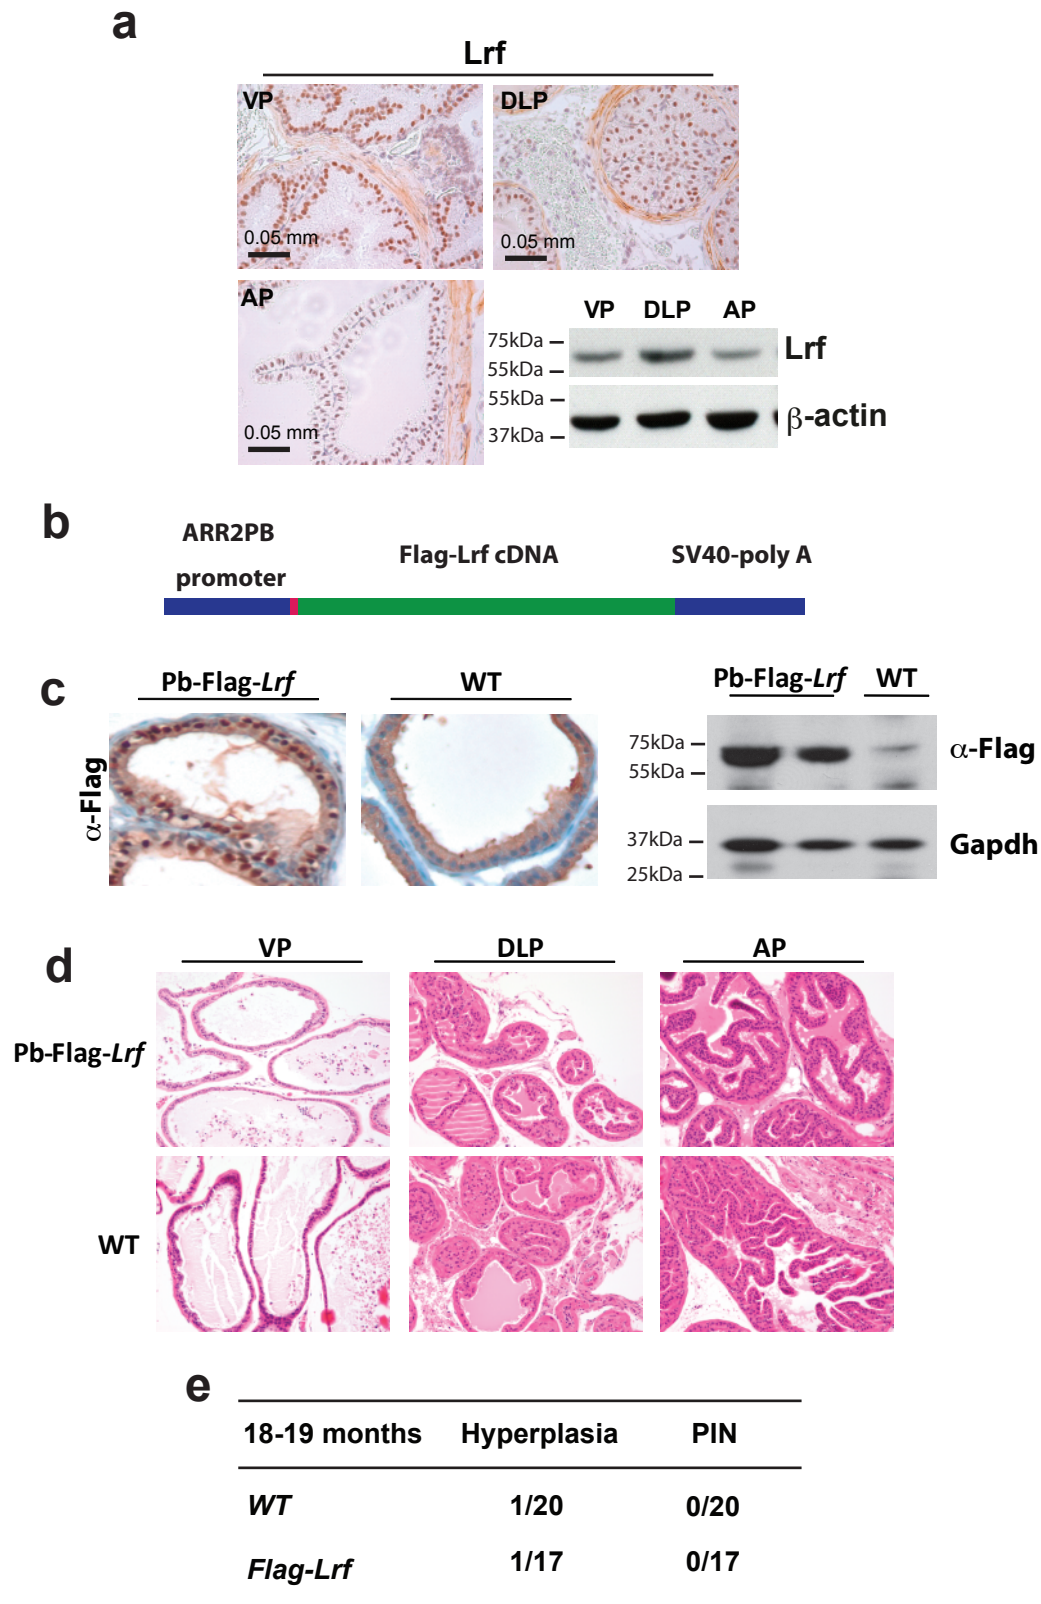 a
Lrf
VP
DLP
0.05 mm
0.05 mm
AP
0.05 mm
VP DLP AP
75kDa
55kDa
Lrf
55kDa
37kDa
β-actin
b
ARR2PB
promoter
Flag-Lrf cDNA
SV40-poly A
c
Pb-Flag-Lrf
WT
Pb-Flag-Lrf
WT
α-Flag
75kDa
55kDa
α-Flag
37kDa
25kDa
Gapdh
d
VP
DLP
AP
Pb-Flag-Lrf
WT
e
18-19 months Hyperplasia PIN
WT 1/20 0/20
Flag-Lrf 1/17 0/17